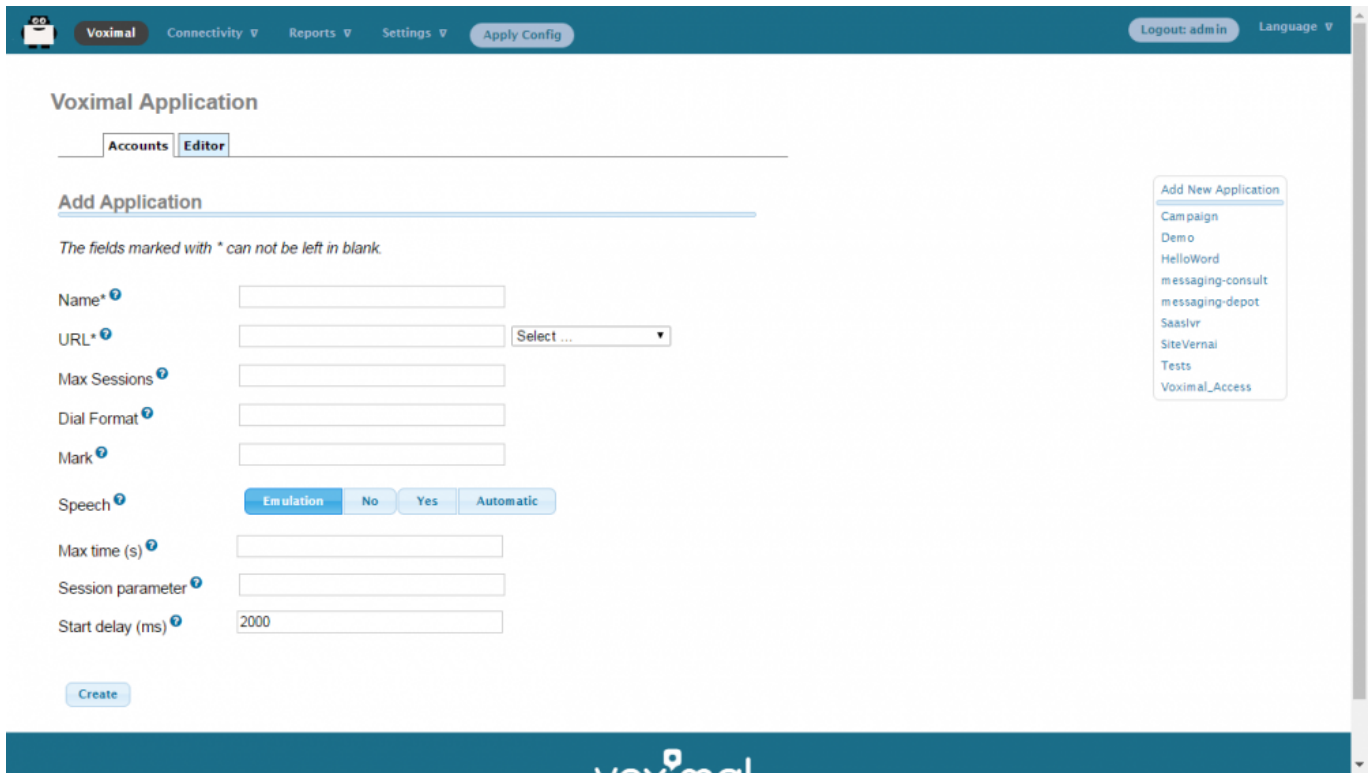 Voximal Connectivity ∇ Reports ∇ Settings ∇ Apply Config Logout: admin Language ∇
Voximal Application
Accounts Editor
Add Application
The fields marked with * can not be left in blank.
Name* ?
URL* ? Select ... ▼
Max Sessions ?
Dial Format ?
Mark ?
Speech ? Emulation No Yes Automatic
Max time (s) ?
Session parameter ?
Start delay (ms) ? 2000
Create
Add New Application
Campaign
Demo
HelloWord
messaging-consult
messaging-depot
SaasIvr
SiteVernai
Tests
Voximal_Access
voximal